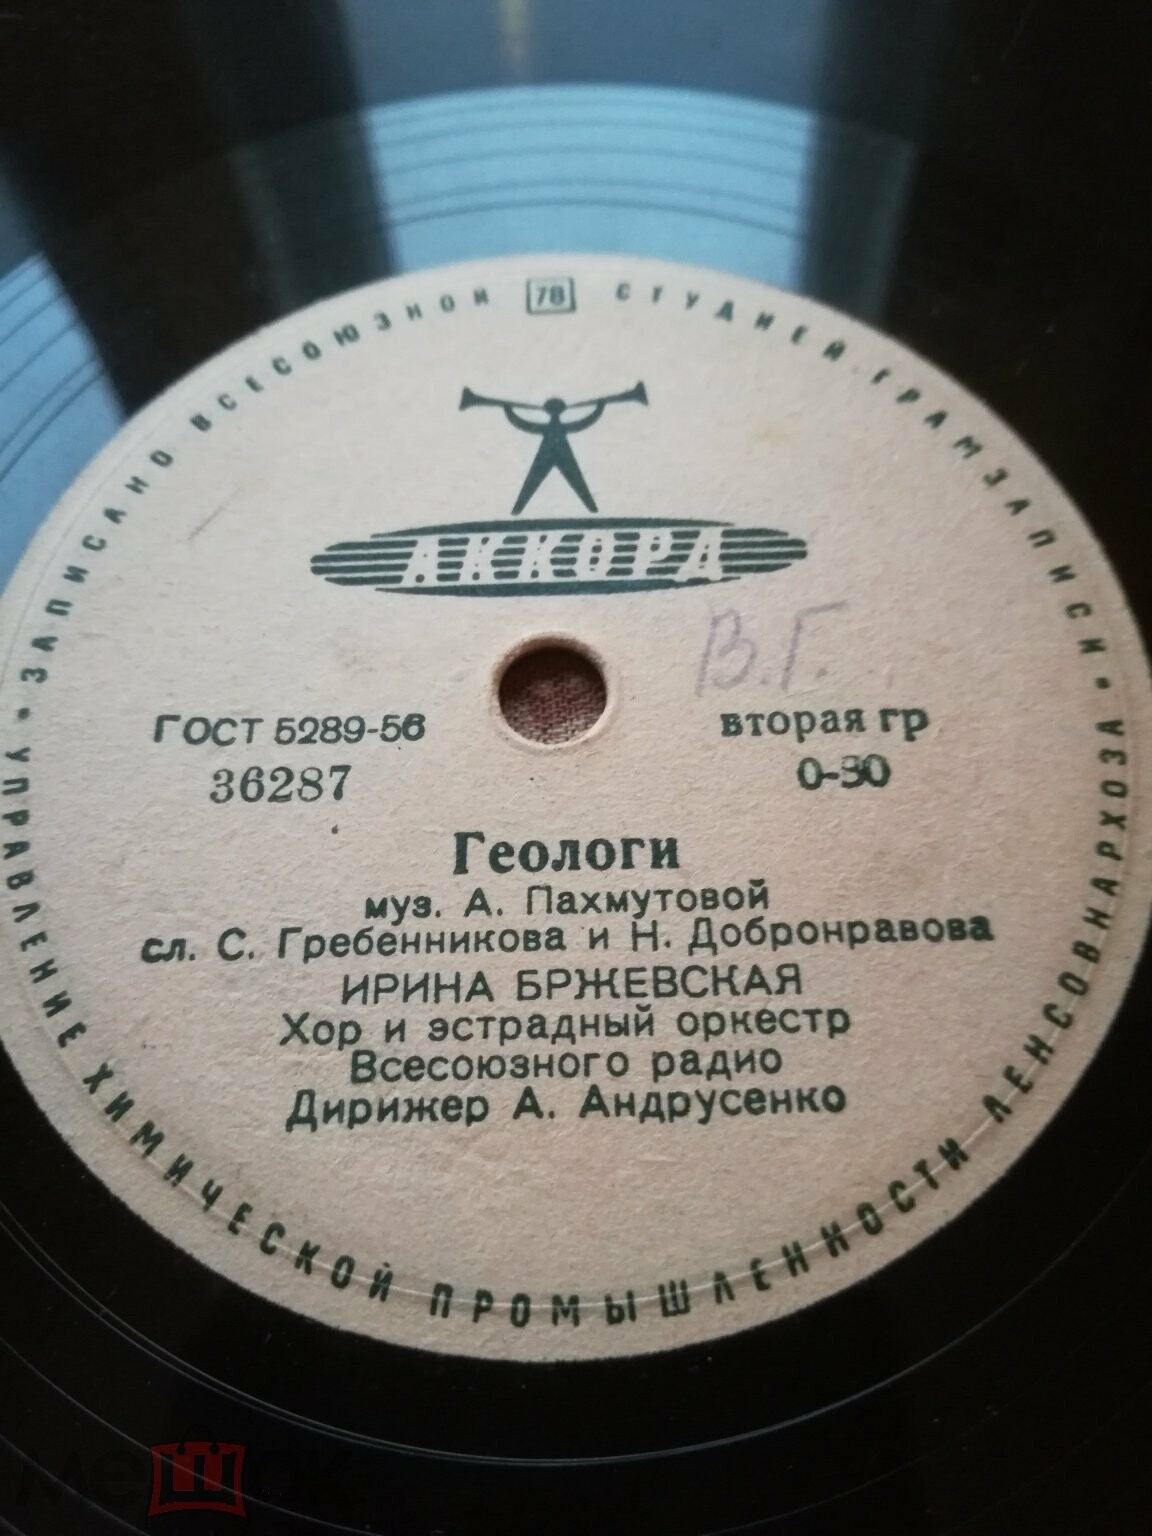 ЗАПИСАНО ВСЕСОЮЗНОЙ 78 СТУДИЕЙ ГРАМЗАПИСИ
АККОРД
В.Г.
ГОСТ 5289-56
вторая гр
36287
0-30
Геологи
муз. А. Пахмутовой
сл. С. Гребенникова и Н. Добронравова
ИРИНА БРЖЕВСКАЯ
Хор и эстрадный оркестр
Всесоюзного радио
Дирижер А. Андрусенко
УПРАВЛЕНИЕ ХИМИЧЕСКОЙ ПРОМЫШЛЕННОСТИ ЛЕНСОВНАРХОЗА
мешок